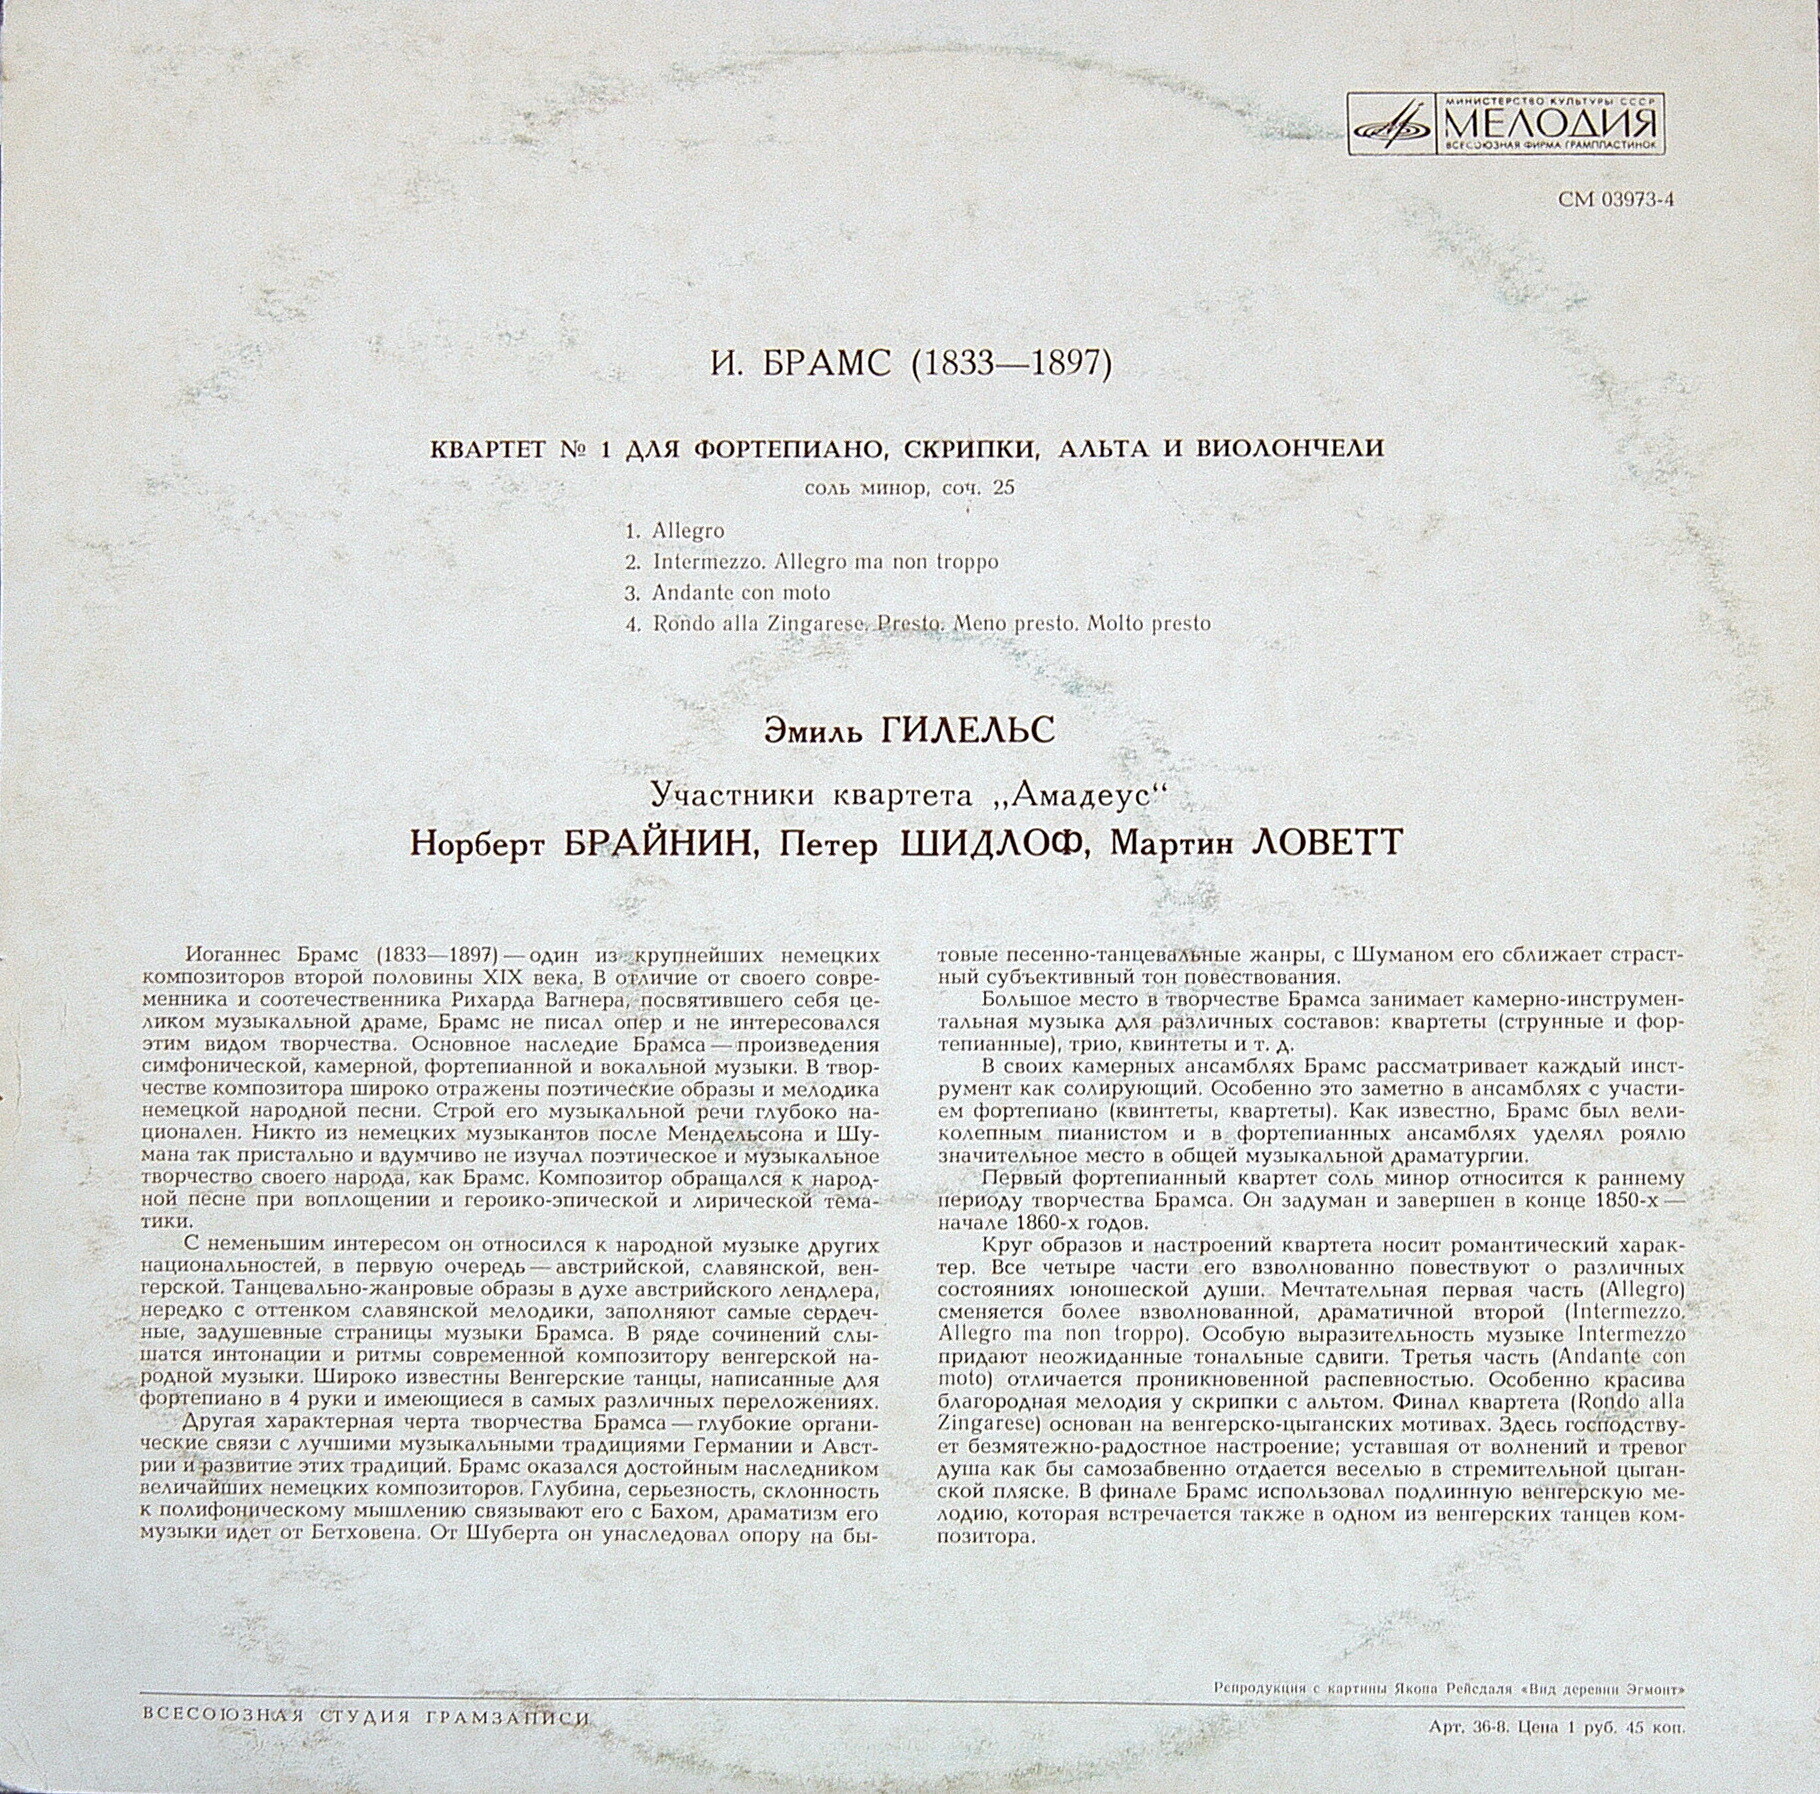 МИНИСТЕРСТВО КУЛЬТУРЫ СССР
МЕЛОДИЯ
ВСЕСОЮЗНАЯ ФИРМА ГРАМПЛАСТИНОК
СМ 03973-4
И. БРАМС (1833—1897)
КВАРТЕТ № 1 ДЛЯ ФОРТЕПИАНО, СКРИПКИ, АЛЬТА И ВИОЛОНЧЕЛИ
соль минор, соч. 25
1. Allegro
2. Intermezzo. Allegro ma non troppo
3. Andante con moto
4. Rondo alla Zingarese. Presto. Meno presto. Molto presto
Эмиль ГИЛЕЛЬС
Участники квартета „Амадеус“
Норберт БРАЙНИН, Петер ШИДЛОФ, Мартин ЛОВЕТТ
Иоганнес Брамс (1833—1897) — один из крупнейших немецких
композиторов второй половины XIX века. В отличие от своего совре-
менника и соотечественника Рихарда Вагнера, посвятившего себя це-
ликом музыкальной драме, Брамс не писал опер и не интересовался
этим видом творчества. Основное наследие Брамса — произведения
симфонической, камерной, фортепианной и вокальной музыки. В твор-
честве композитора широко отражены поэтические образы и мелодика
немецкой народной песни. Строй его музыкальной речи глубоко на-
ционален. Никто из немецких музыкантов после Мендельсона и Шу-
мана так пристально и вдумчиво не изучал поэтическое и музыкальное
творчество своего народа, как Брамс. Композитор обращался к народ-
ной песне при воплощении и героико-эпической и лирической тема-
тики.
С неменьшим интересом он относился к народной музыке других
национальностей, в первую очередь — австрийской, славянской, вен-
герской. Танцевально-жанровые образы в духе австрийского лендлера,
нередко с оттенком славянской мелодики, заполняют самые сердеч-
ные, задушевные страницы музыки Брамса. В ряде сочинений слы-
шатся интонации и ритмы современной композитору венгерской на-
родной музыки. Широко известны Венгерские танцы, написанные для
фортепиано в 4 руки и имеющиеся в самых различных переложениях.
Другая характерная черта творчества Брамса — глубокие органи-
ческие связи с лучшими музыкальными традициями Германии и Авст-
рии и развитие этих традиций. Брамс оказался достойным наследником
величайших немецких композиторов. Глубина, серьезность, склонность
к полифоническому мышлению связывают его с Бахом, драматизм его
музыки идет от Бетховена. От Шуберта он унаследовал опору на бы-
товые песенно-танцевальные жанры, с Шуманом его сближает страст-
ный субъективный тон повествования.
Большое место в творчестве Брамса занимает камерно-инструмен-
тальная музыка для различных составов: квартеты (струнные и фор-
тепианные), трио, квинтеты и т. д.
В своих камерных ансамблях Брамс рассматривает каждый инст-
румент как солирующий. Особенно это заметно в ансамблях с участи-
ем фортепиано (квинтеты, квартеты). Как известно, Брамс был вели-
колепным пианистом и в фортепианных ансамблях уделял роялю
значительное место в общей музыкальной драматургии.
Первый фортепианный квартет соль минор относится к раннему
периоду творчества Брамса. Он задуман и завершен в конце 1850-х —
начале 1860-х годов.
Круг образов и настроений квартета носит романтический харак-
тер. Все четыре части его взволнованно повествуют о различных
состояниях юношеской души. Мечтательная первая часть (Allegro)
сменяется более взволнованной, драматичной второй (Intermezzo.
Allegro ma non troppo). Особую выразительность музыке Intermezzo
придают неожиданные тональные сдвиги. Третья часть (Andante con
moto) отличается проникновенной распевностью. Особенно красива
благородная мелодия у скрипки с альтом. Финал квартета (Rondo alla
Zingarese) основан на венгерско-цыганских мотивах. Здесь господству-
ет безмятежно-радостное настроение; уставшая от волнений и тревог
душа как бы самозабвенно отдается веселью в стремительной цыган-
ской пляске. В финале Брамс использовал подлинную венгерскую ме-
лодию, которая встречается также в одном из венгерских танцев ком-
позитора.
Репродукция с картины Якопа Рейсдаля «Вид деревни Эгмонт»
ВСЕСОЮЗНАЯ СТУДИЯ ГРАМЗАПИСИ
Арт. 36-8. Цена 1 руб. 45 коп.